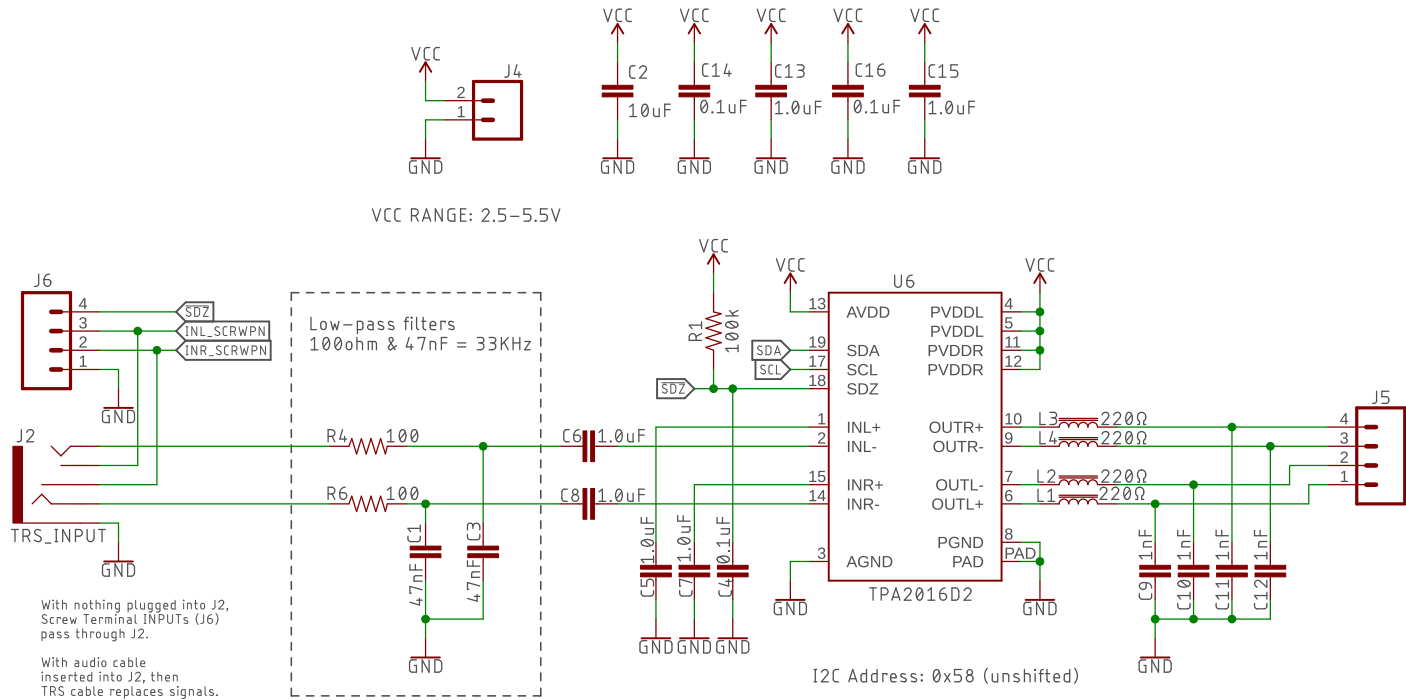 VCC
J4
2
1
GND
VCC RANGE: 2.5-5.5V
VCC
C2
10uF
GND
VCC
C14
0.1uF
GND
VCC
C13
1.0uF
GND
VCC
C16
0.1uF
GND
VCC
C15
1.0uF
GND
J6
4
3
2
1
SDZ
INL_SCRWPN
INR_SCRWPN
GND
J2
TRS_INPUT
GND
With nothing plugged into J2,
Screw Terminal INPUTs (J6)
pass through J2.
With audio cable
inserted into J2, then
TRS cable replaces signals.
Low-pass filters
100ohm & 47nF = 33KHz
R4
100
R6
100
C1
47nF
C3
47nF
GND
C6
1.0uF
C8
1.0uF
VCC
R1
100k
SDZ
SDA
SCL
VCC
C5
1.0uF
GND
C7
1.0uF
GND
C4
0.1uF
GND
U6
13
AVDD
19
SDA
17
SCL
18
SDZ
1
INL+
2
INL-
15
INR+
14
INR-
3
AGND
GND
VCC
PVDDL
4
PVDDL
5
PVDDR
11
PVDDR
12
OUTR+
10
OUTR-
9
OUTL-
7
OUTL+
6
PGND
8
PAD
PAD
GND
TPA2016D2
I2C Address: 0x58 (unshifted)
L3
220Ω
L4
220Ω
L2
220Ω
L1
220Ω
C9
1nF
C10
1nF
C11
1nF
C12
1nF
GND
J5
4
3
2
1